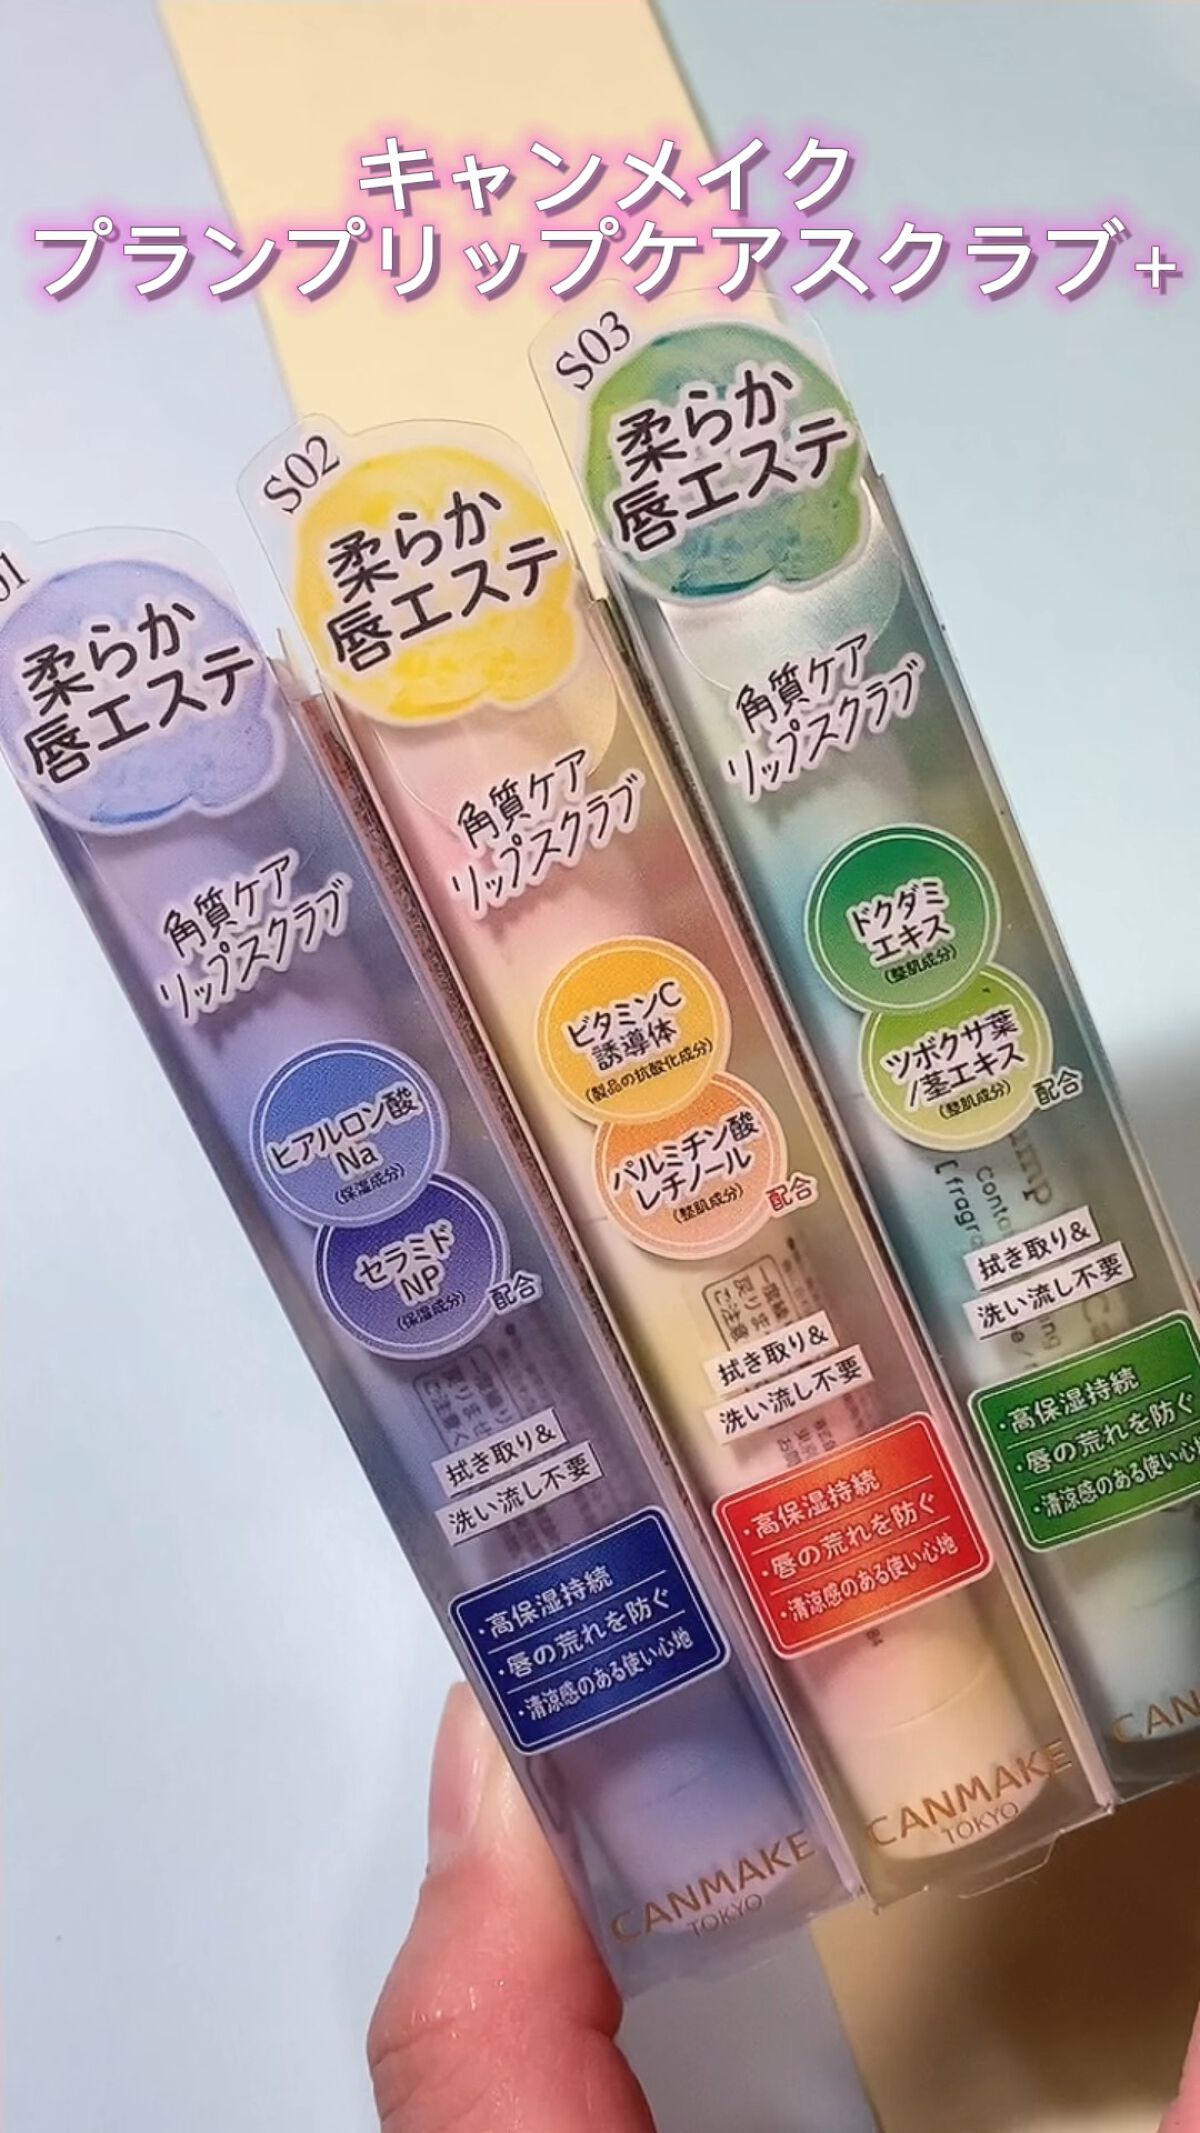 キャンメイク
プランプリップケアスクラブ+
01
柔らか
唇エステ
角質ケア
リップスクラブ
ヒアルロン酸
Na
(保湿成分)
セラミド
NP
(保湿成分)
配合
拭き取り&
洗い流し不要
・高保湿持続
・唇の荒れを防ぐ
・清涼感のある使い心地
CANMAKE
TOKYO
S02
柔らか
唇エステ
角質ケア
リップスクラブ
ビタミンC
誘導体
(製品の抗酸化成分)
パルミチン酸
レチノール
(整肌成分)
配合
拭き取り&
洗い流し不要
・高保湿持続
・唇の荒れを防ぐ
・清涼感のある使い心地
84
CANMAKE
TOKYO
S03
柔らか
唇エステ
角質ケア
リップスクラブ
ドクダミ
エキス
(整肌成分)
ツボクサ葉
/茎エキス
(整肌成分)
配合
拭き取り&
洗い流し不要
・高保湿持続
・唇の荒れを防ぐ
・清涼感のある使い心
CAN